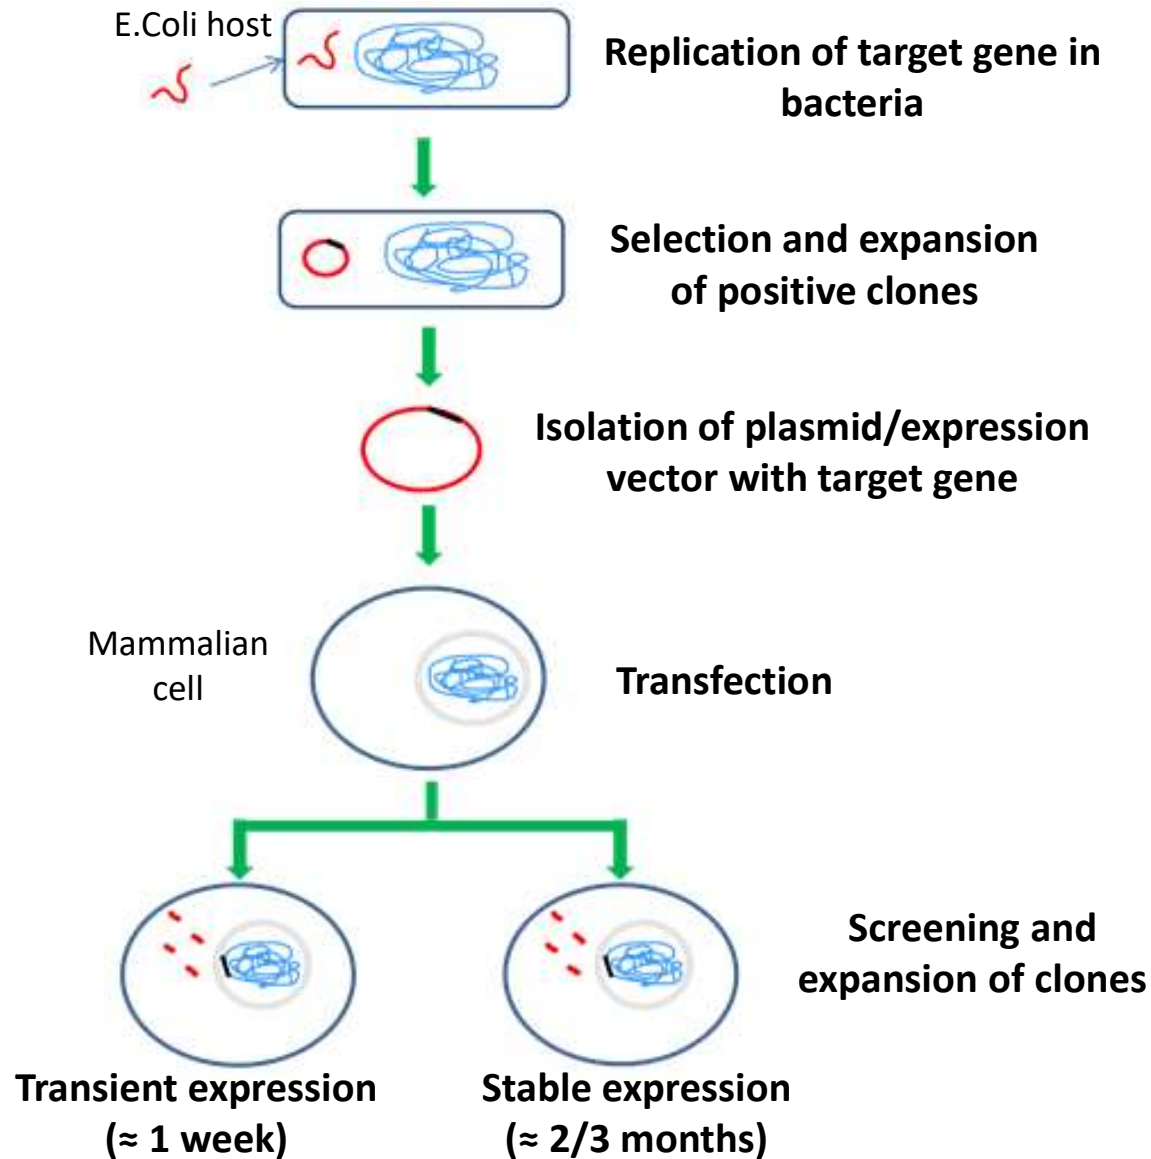 E.Coli host
Replication of target gene in
bacteria
Selection and expansion
of positive clones
Isolation of plasmid/expression
vector with target gene
Mammalian
cell
Transfection
Screening and
expansion of clones
Transient expression
(≈ 1 week)
Stable expression
(≈ 2/3 months)